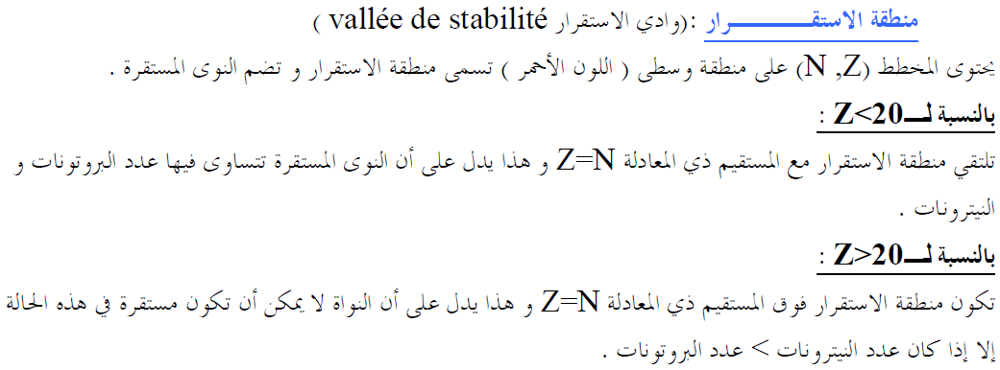 منطقة الاستقـــــــــرار :(وادي الاستقرار vallée de stabilité )
يحتوى المخطط (N ,Z) على منطقة وسطى ( اللون الأحمر ) تسمى منطقة الاستقرار و تضم النوى المستقرة .
بالنسبة لــ Z<20 :
تلتقي منطقة الاستقرار مع المستقيم ذي المعادلة Z=N و هذا يدل على أن النوى المستقرة تتساوى فيها عدد البروتونات و
النيترونات .
بالنسبة لــ Z>20 :
تكون منطقة الاستقرار فوق المستقيم ذي المعادلة Z=N و هذا يدل على أن النواة لا يمكن أن تكون مستقرة في هذه الحالة
إلا إذا كان عدد النيترونات > عدد البروتونات .